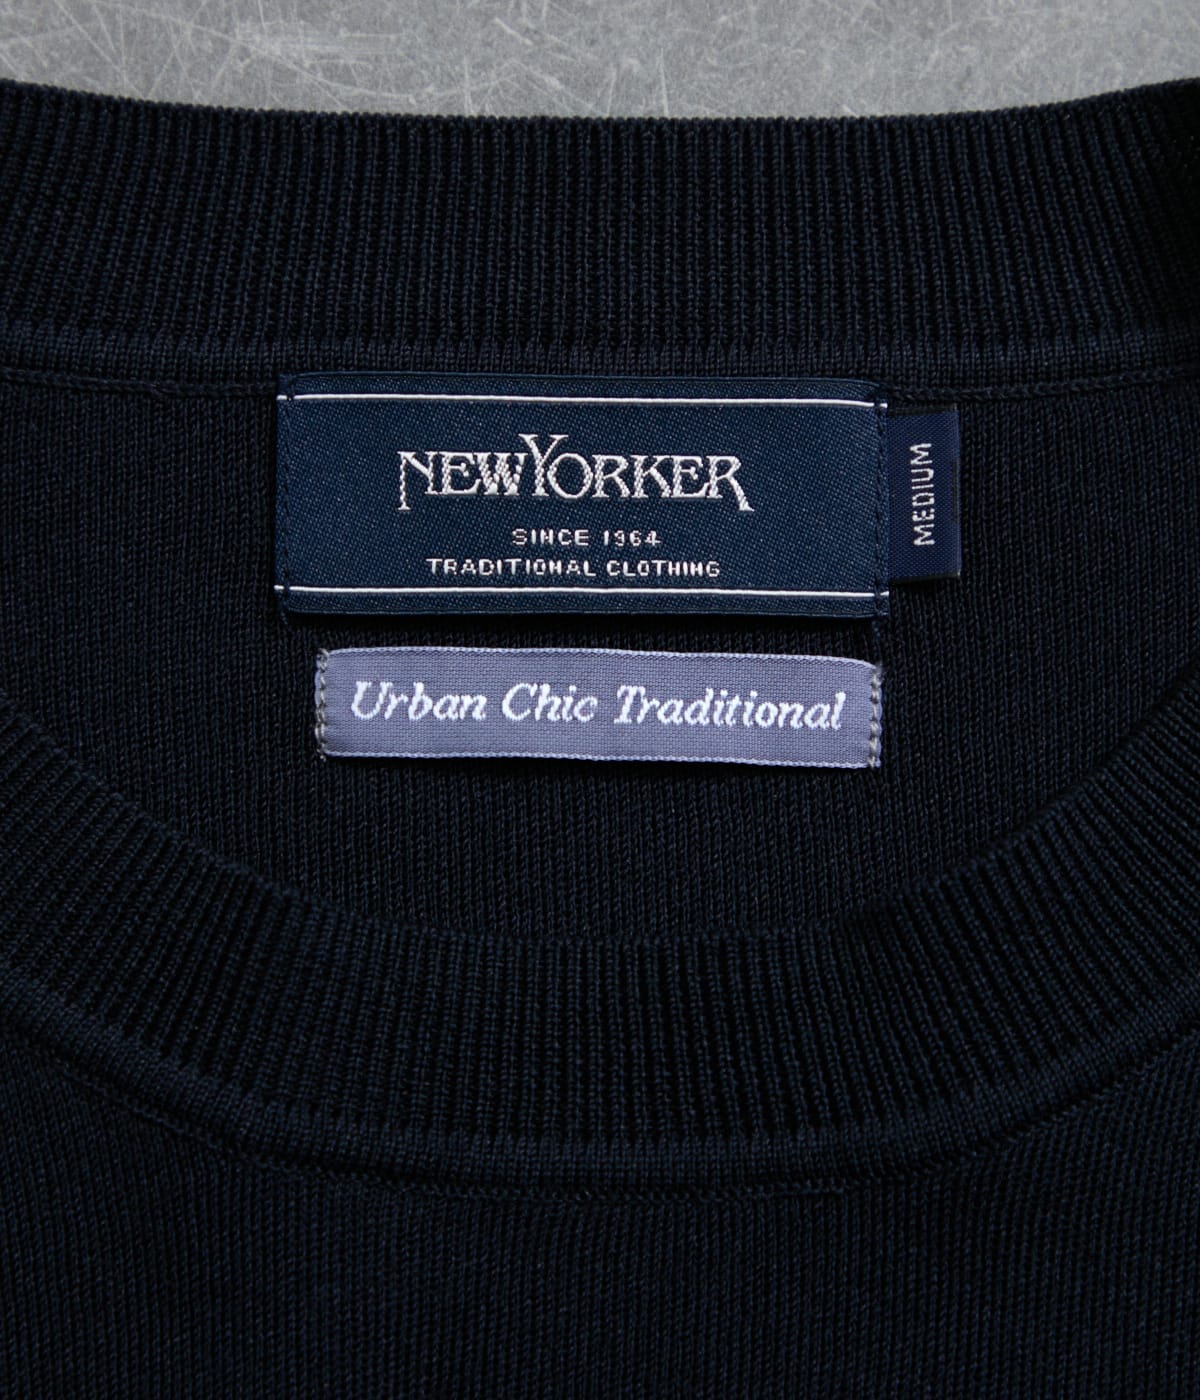 NEWYORKER
SINCE 1964
TRADITIONAL CLOTHING
MEDIUM
Urban Chic Traditional